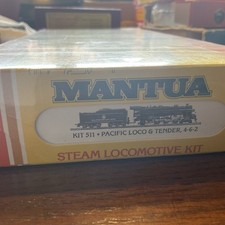 MANTUA
KIT 511 • PACIFIC LOCO & TENDER, 4-6-2
STEAM LOCOMOTIVE KIT